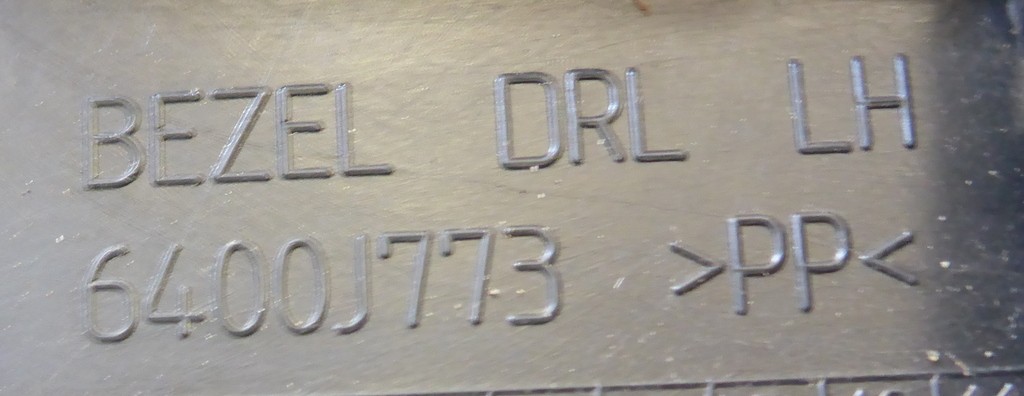 BEZEL DRL LH
6400J773 >PP<